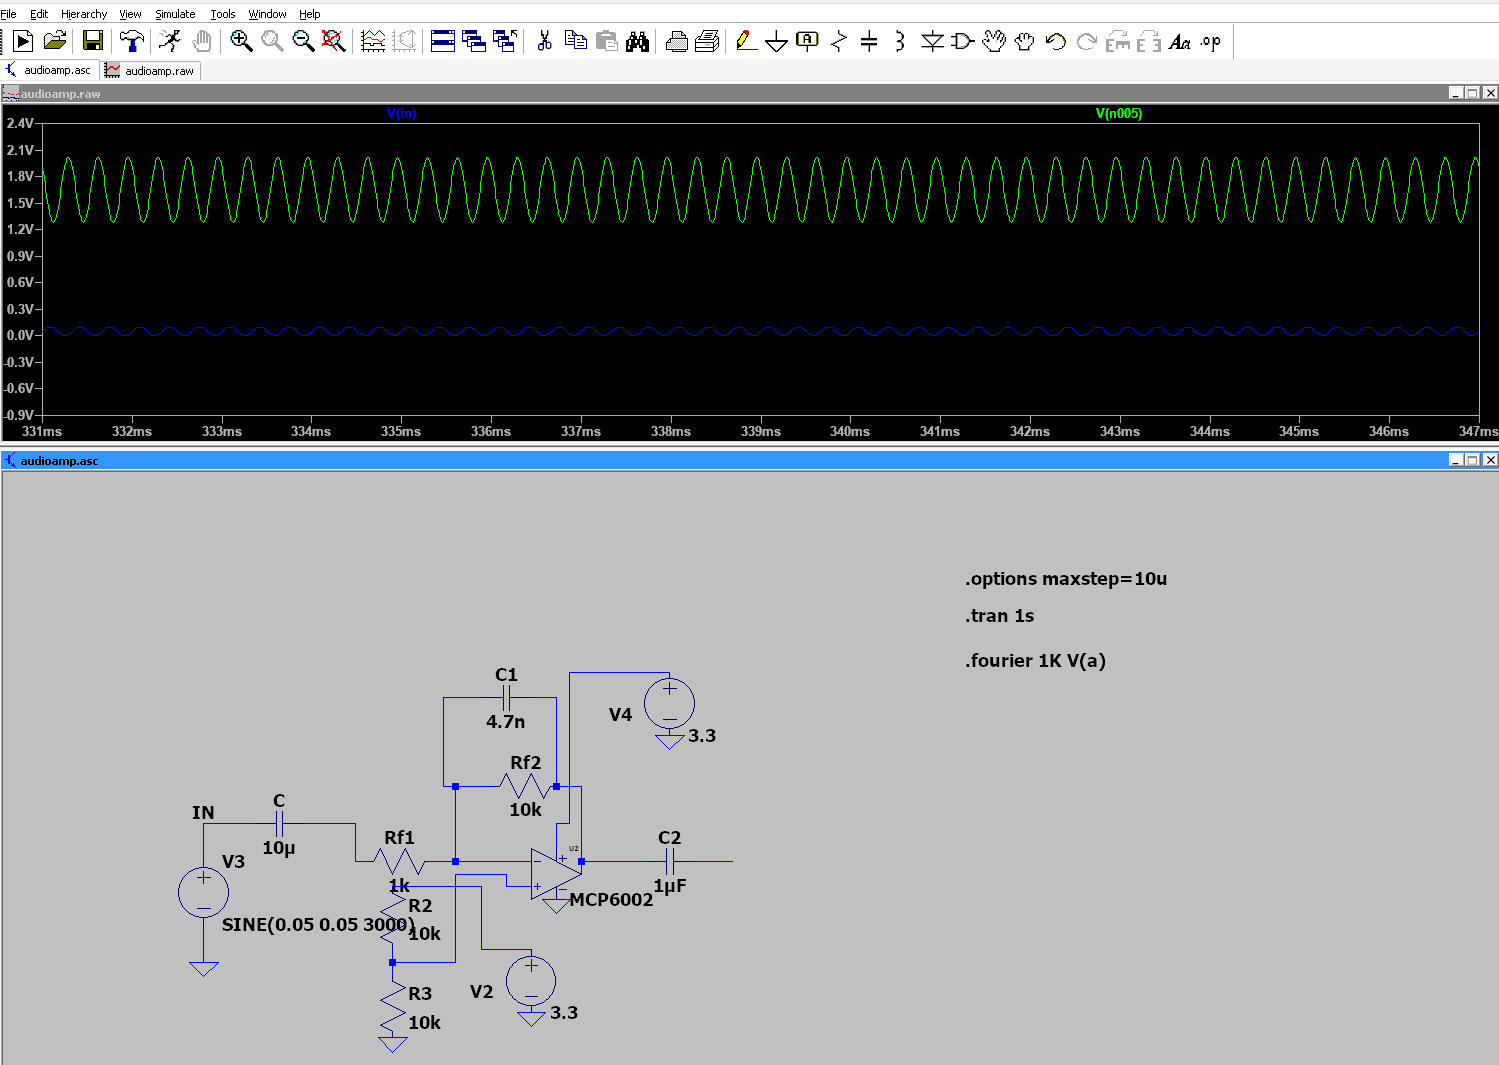 File Edit Hierarchy View Simulate Tools Window Help
A Aa .op
audioamp.asc audioamp.raw
audioamp.raw
V(in) V(n005)
2.4V
2.1V
1.8V
1.5V
1.2V
0.9V
0.6V
0.3V
0.0V
-0.3V
-0.6V
-0.9V
331ms 332ms 333ms 334ms 335ms 336ms 337ms 338ms 339ms 340ms 341ms 342ms 343ms 344ms 345ms 346ms 347ms
audioamp.asc
.options maxstep=10u
.tran 1s
.fourier 1K V(a)
C1
4.7n
V4
3.3
Rf2
10k
IN
C
10µ
Rf1
1k
V3
SINE(0.05 0.05 3000)
U2
MCP6002
C2
1µF
R2
10k
R3
10k
V2
3.3